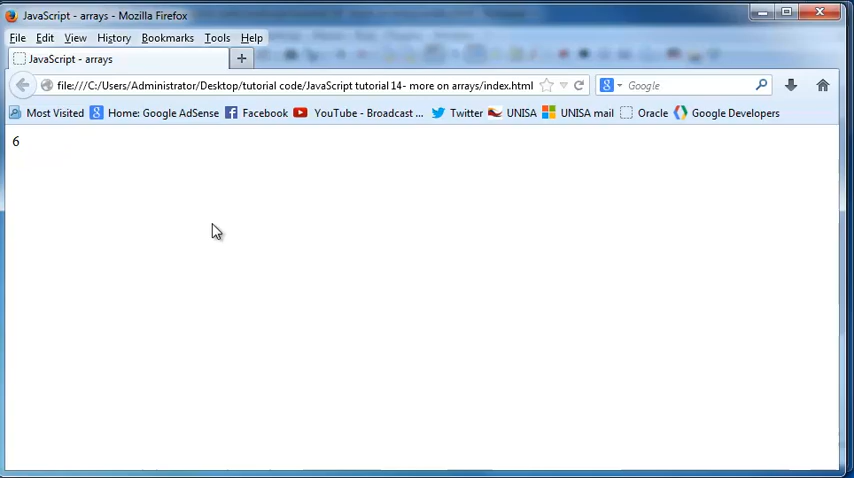 JavaScript - arrays - Mozilla Firefox
File Edit View History Bookmarks Tools Help
JavaScript - arrays +
file:///C:/Users/Administrator/Desktop/tutorial code/JavaScript tutorial 14- more on arrays/index.html Google
Most Visited Home: Google AdSense Facebook YouTube - Broadcast ... Twitter UNISA UNISA mail Oracle Google Developers
6